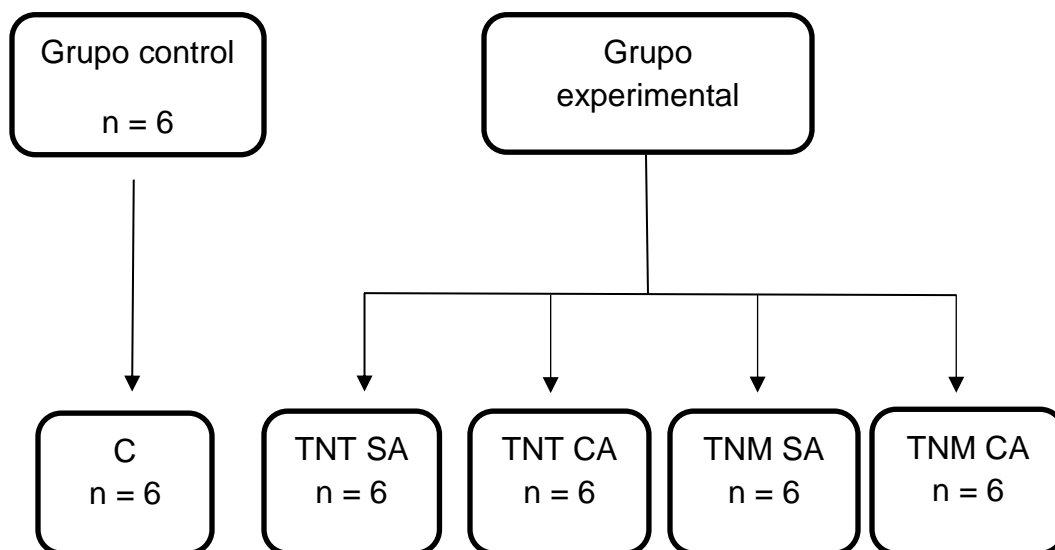 Grupo control
n = 6
Grupo
experimental
C
n = 6
TNT SA
n = 6
TNT CA
n = 6
TNM SA
n = 6
TNM CA
n = 6